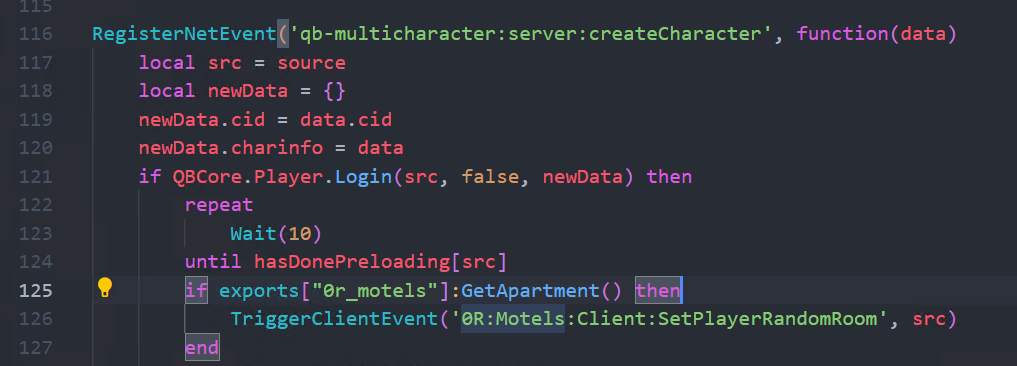 115
116 RegisterNetEvent('qb-multicharacter:server:createCharacter', function(data)
117 local src = source
118 local newData = {}
119 newData.cid = data.cid
120 newData.charinfo = data
121 if QBCore.Player.Login(src, false, newData) then
122 repeat
123 Wait(10)
124 until hasDonePreloading[src]
125 if exports["0r_motels"]:GetApartment() then
126 TriggerClientEvent('0R:Motels:Client:SetPlayerRandomRoom', src)
127 end